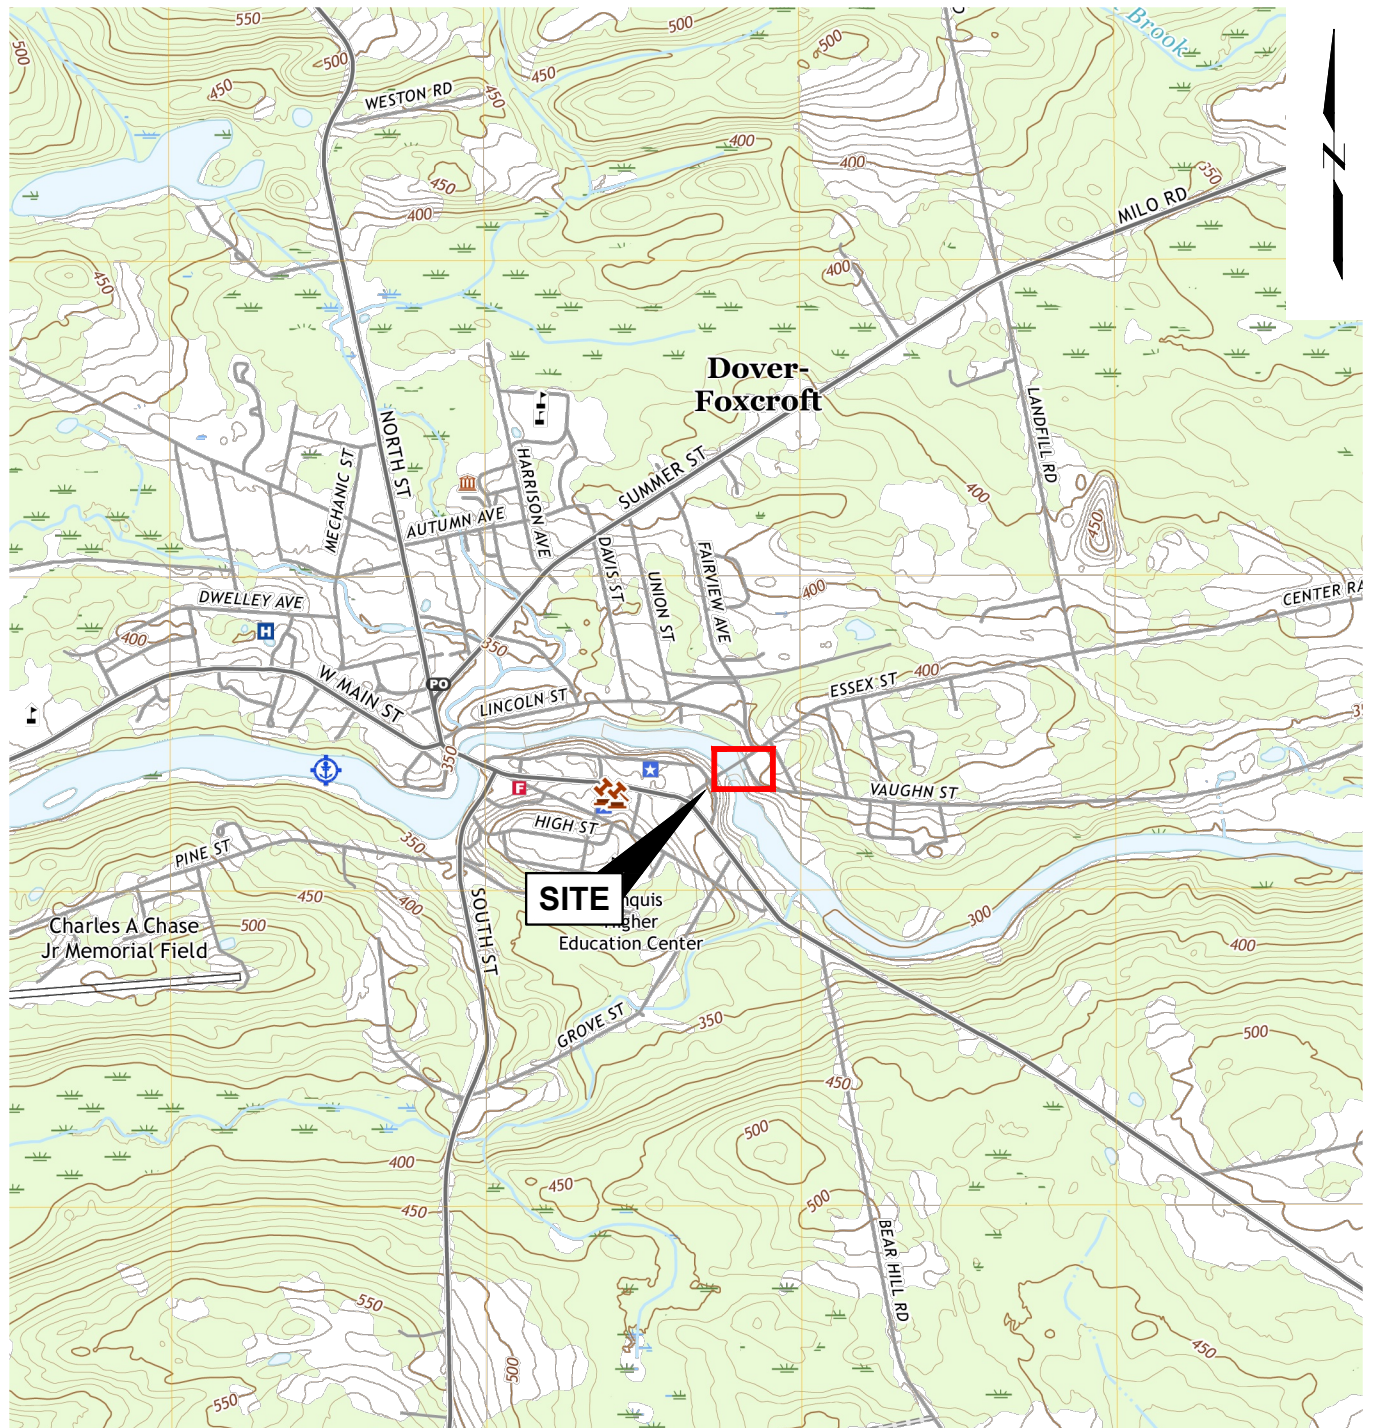 550
500
500
500
Brook
500
450
450
WESTON RD
450
400
400
350
450
400
MILO RD
N
400
450
Dover-
Foxcroft
NORTH ST
LANDFILL RD
MECHANIC ST
HARRISON AVE
SUMMER ST
400
AUTUMN AVE
450
DAVIS ST
FAIRVIEW AVE
UNION ST
400
CENTER RA
DWELLEY AVE
H
400
350
W MAIN ST
PO
ESSEX ST
400
LINCOLN ST
350
F
VAUGHN ST
HIGH ST
350
PINE ST
SITE
450
400
SOUTH ST
nquis
Higher
Education Center
300
Charles A Chase
Jr Memorial Field
500
400
GROVE ST
350
500
450
500
400
450
500
450
BEAR HILL RD
550
450
500
550